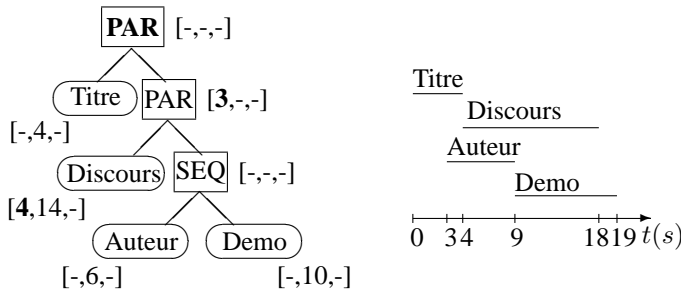 PAR [-,-,-]
Titre PAR [3,-,-]
[-,4,-]
Discours SEQ [-,-,-]
[4,14,-]
Auteur Demo
[-,6,-] [-,10,-]
Titre
Discours
Auteur
Demo
0 3 4 9 18 19 t(s)